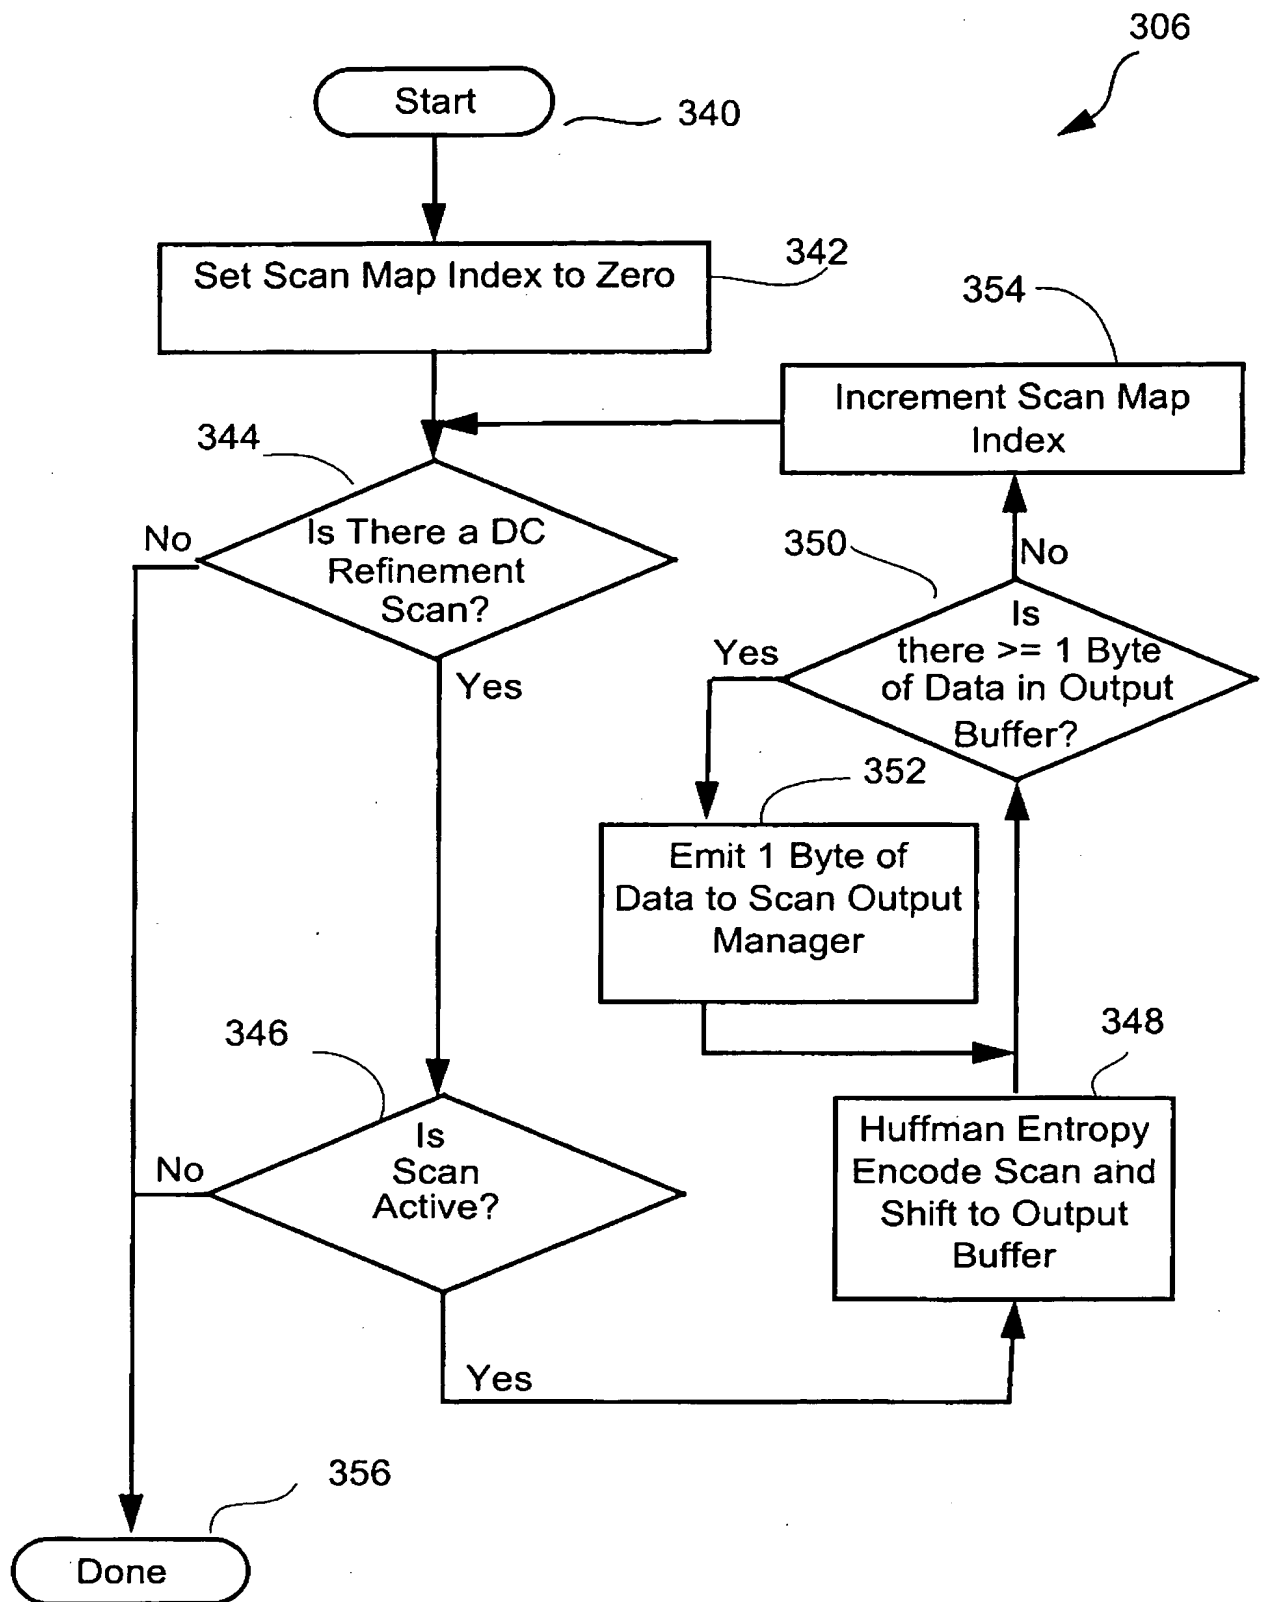 306
Start
340
Set Scan Map Index to Zero
342
354
Increment Scan Map
Index
344
No
Is There a DC
Refinement
Scan?
Yes
350
No
Is
there >= 1 Byte
of Data in Output
Buffer?
Yes
352
Emit 1 Byte of
Data to Scan Output
Manager
346
No
Is
Scan
Active?
Yes
348
Huffman Entropy
Encode Scan and
Shift to Output
Buffer
356
Done